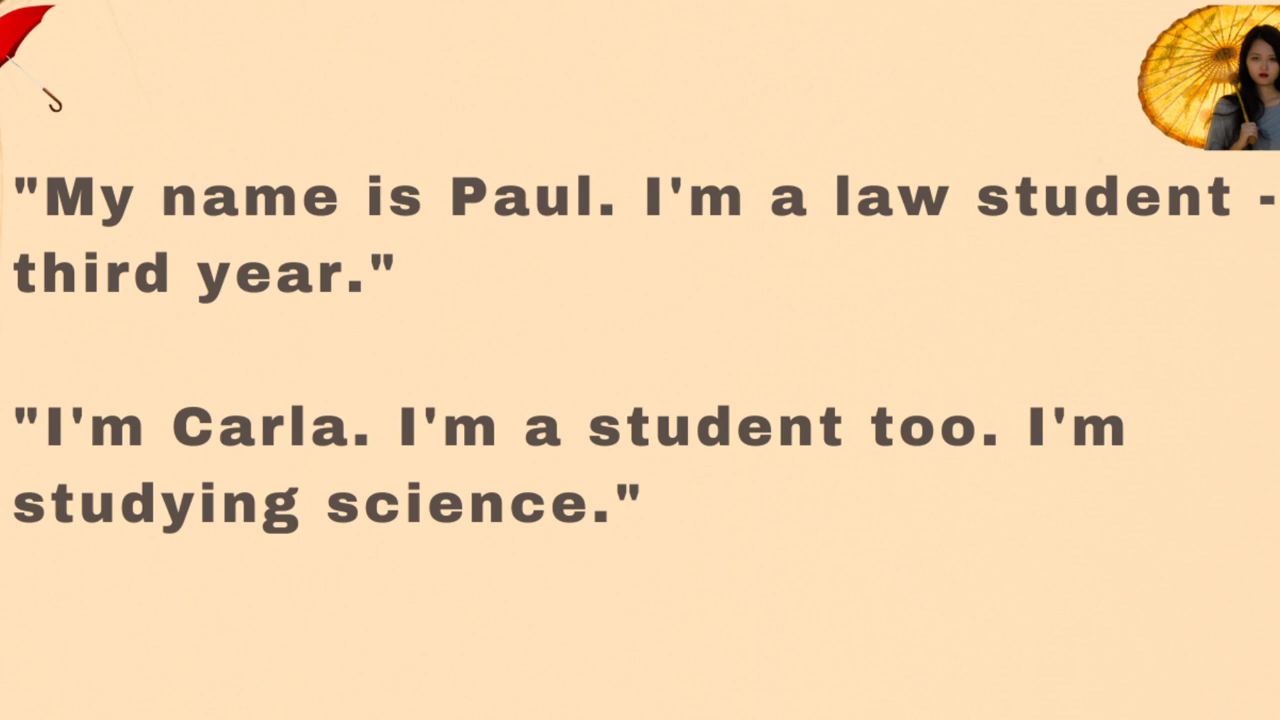 "My name is Paul. I'm a law student -
third year."
"I'm Carla. I'm a student too. I'm
studying science."